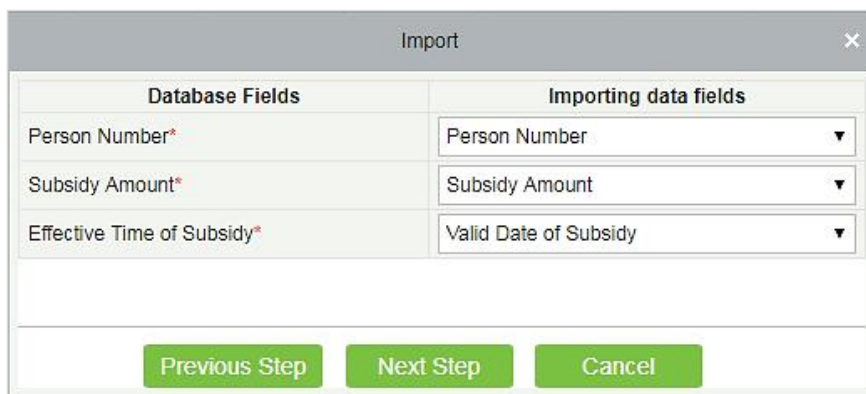 Import ×
Database Fields Importing data fields
Person Number* Person Number
Subsidy Amount* Subsidy Amount
Effective Time of Subsidy* Valid Date of Subsidy
Previous Step Next Step Cancel